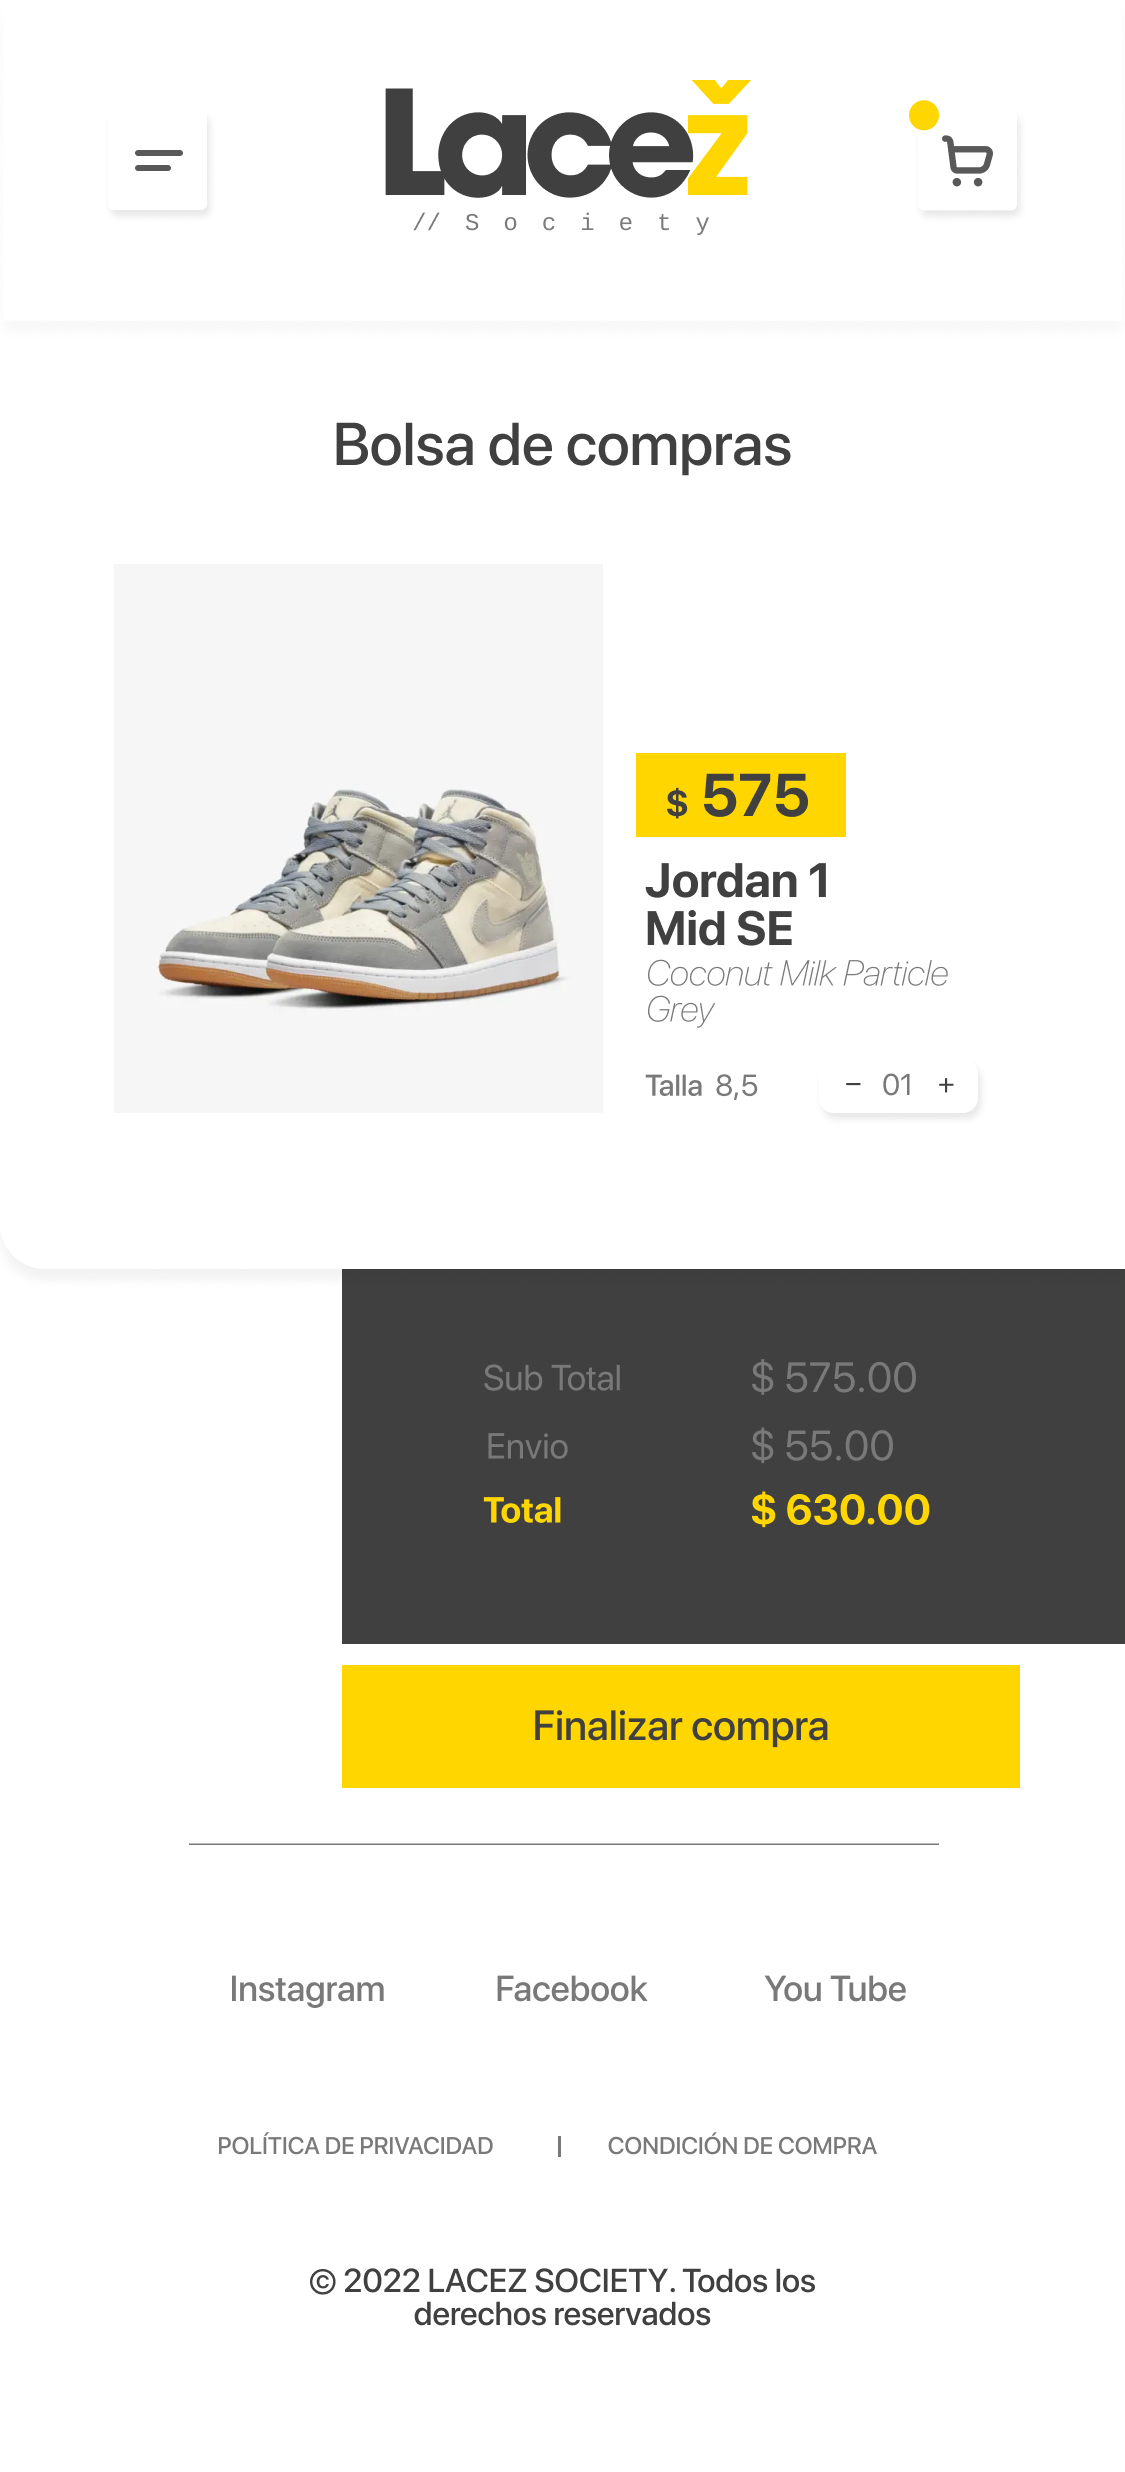 Lacež
// Society
Bolsa de compras
$ 575
Jordan 1
Mid SE
Coconut Milk Particle
Grey
Talla 8,5
− 01 +
Sub Total $ 575.00
Envio $ 55.00
Total $ 630.00
Finalizar compra
Instagram Facebook You Tube
POLÍTICA DE PRIVACIDAD | CONDICIÓN DE COMPRA
© 2022 LACEZ SOCIETY. Todos los
derechos reservados